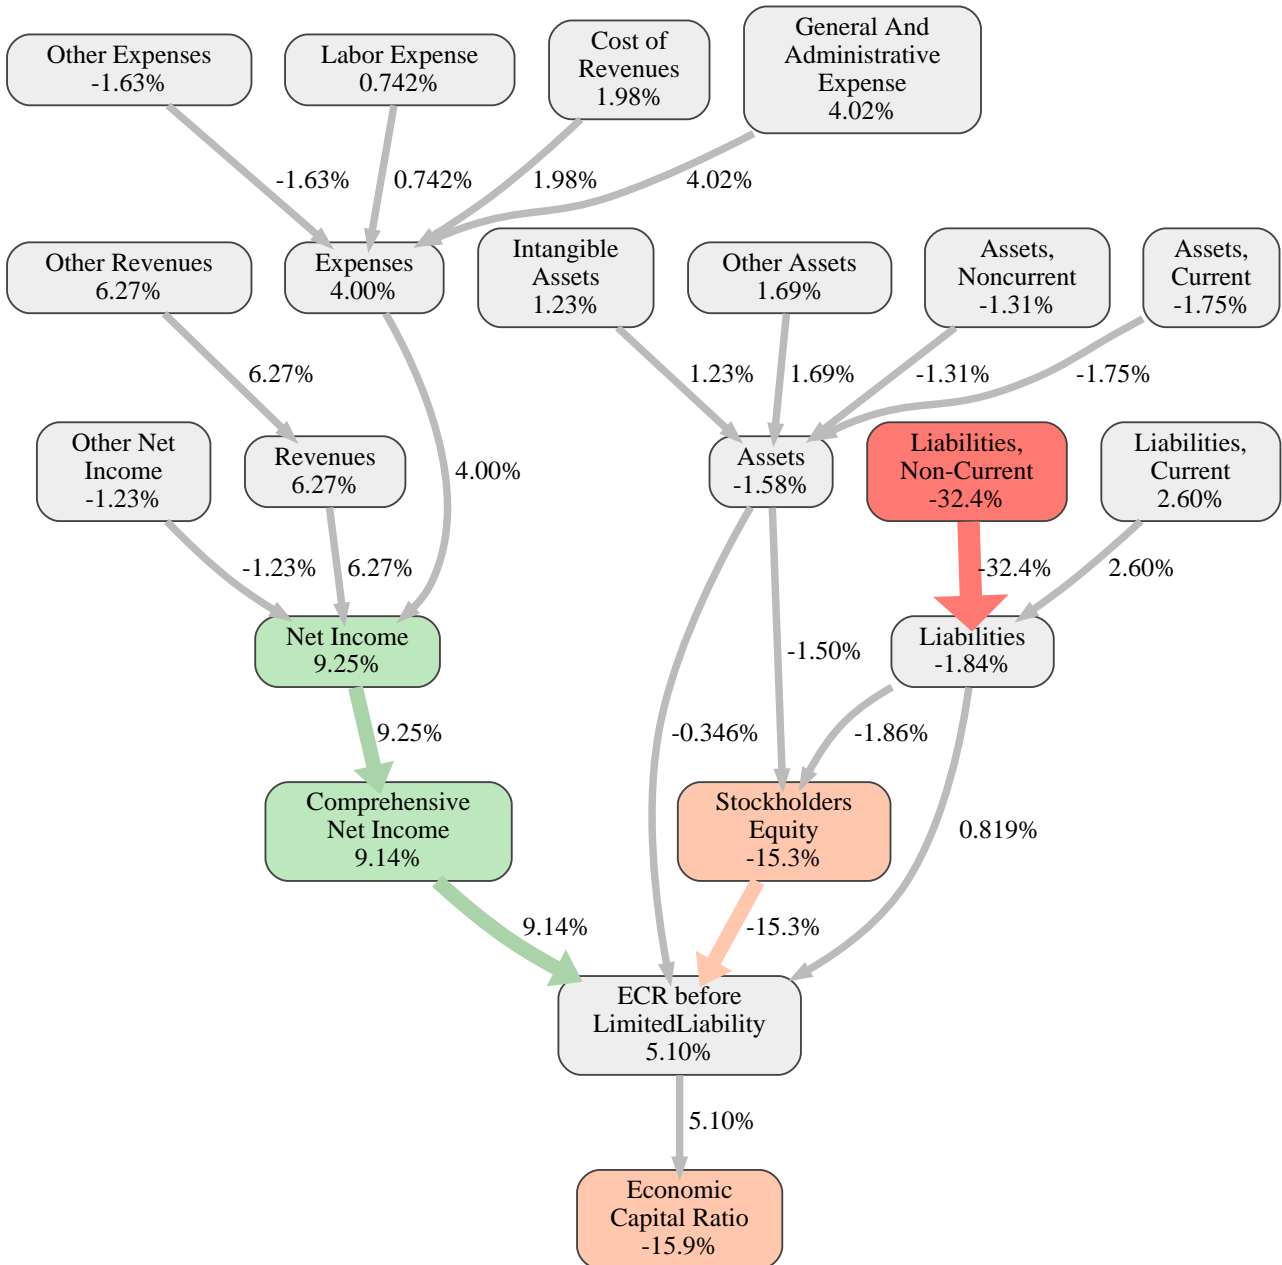 Other Expenses
-1.63%
Labor Expense
0.742%
Cost of
Revenues
1.98%
General And
Administrative
Expense
4.02%
-1.63%
0.742%
1.98%
4.02%
Other Revenues
6.27%
Expenses
4.00%
Intangible
Assets
1.23%
Other Assets
1.69%
Assets,
Noncurrent
-1.31%
Assets,
Current
-1.75%
6.27%
1.23%
1.69%
-1.31%
-1.75%
Other Net
Income
-1.23%
Revenues
6.27%
4.00%
Assets
-1.58%
Liabilities,
Non-Current
-32.4%
Liabilities,
Current
2.60%
-1.23%
6.27%
-32.4%
2.60%
Net Income
9.25%
-1.50%
Liabilities
-1.84%
9.25%
-0.346%
-1.86%
Comprehensive
Net Income
9.14%
Stockholders
Equity
-15.3%
0.819%
9.14%
-15.3%
ECR before
LimitedLiability
5.10%
5.10%
Economic
Capital Ratio
-15.9%